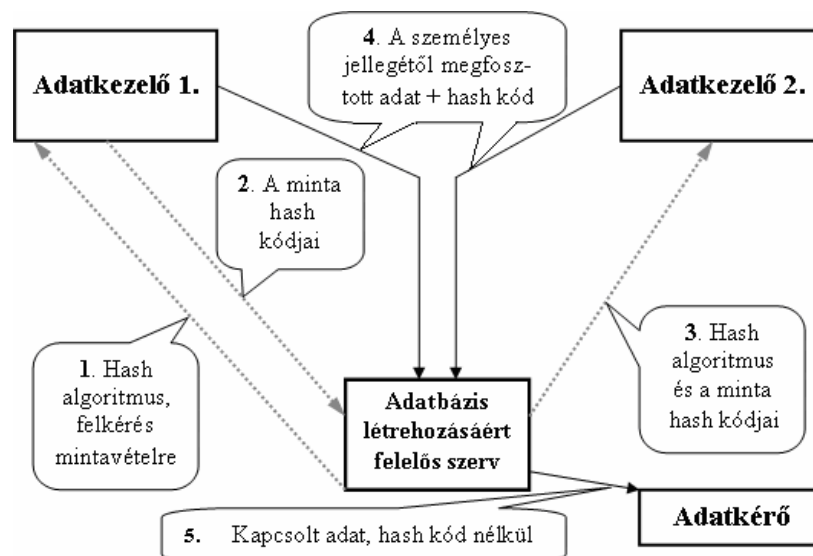 Adatkezelő 1.
4. A személyes
jellegétől megfosz-
tott adat + hash kód
Adatkezelő 2.
2. A minta
hash
kódjai
1. Hash
algoritmus,
felkérés
mintavételre
3. Hash
algoritmus
és a minta
hash kódjai
Adatbázis
létrehozásáért
felelős szerv
5. Kapcsolt adat, hash kód nélkül
Adatkérő